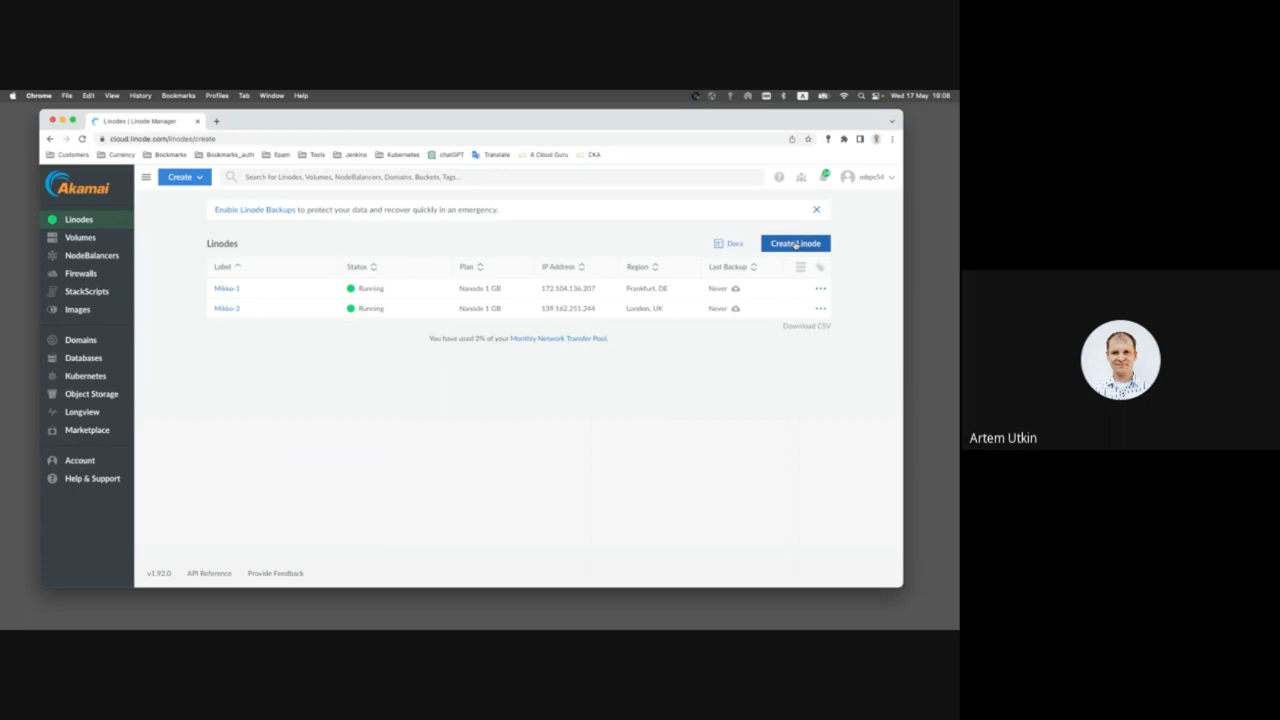 Chrome File Edit View History Bookmarks Profiles Tab Window Help
A
Wed 17 May 19:08
Linodes | Linode Manager
cloud.linode.com/linodes/create
Customers Currency Bookmarks Bookmarks_auth Epam Tools Jenkins Kubernetes chatGPT Translate A Cloud Guru CKA
Akamai
Create
Search for Linodes, Volumes, NodeBalancers, Domains, Buckets, Tags...
mbps54
Linodes
Volumes
NodeBalancers
Firewalls
StackScripts
Images
Domains
Databases
Kubernetes
Object Storage
Longview
Marketplace
Account
Help & Support
Enable Linode Backups to protect your data and recover quickly in an emergency.
Linodes
Docs
Create Linode
Label Status Plan IP Address Region Last Backup
Mikko-1 Running Nanode 1 GB 172.104.136.207 Frankfurt, DE Never
Mikko-2 Running Nanode 1 GB 139.162.251.244 London, UK Never
Download CSV
You have used 2% of your Monthly Network Transfer Pool.
v1.92.0 API Reference Provide Feedback
Artem Utkin